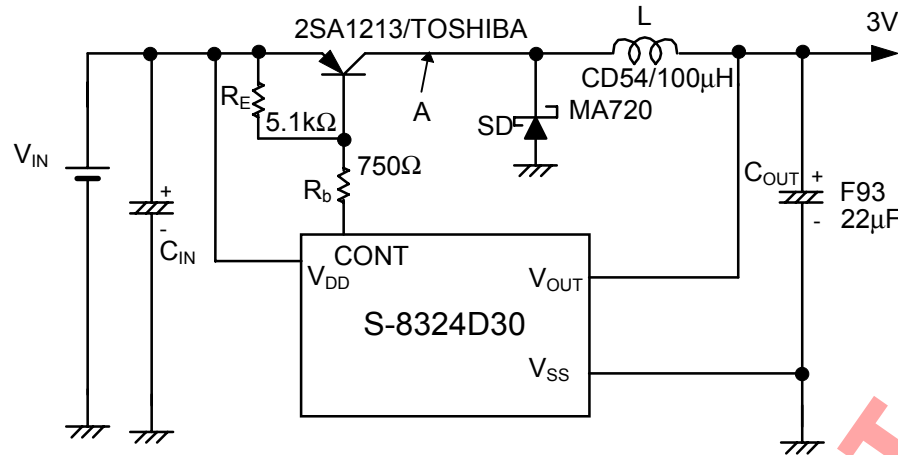 L
2SA1213/TOSHIBA
3V
CD54/100μH
RE
A
MA720
5.1kΩ
SD
VIN
750Ω
COUT
+
F93
+
Rb
22μF
-
-
CIN
CONT
VDD
VOUT
S-8324D30
VSS